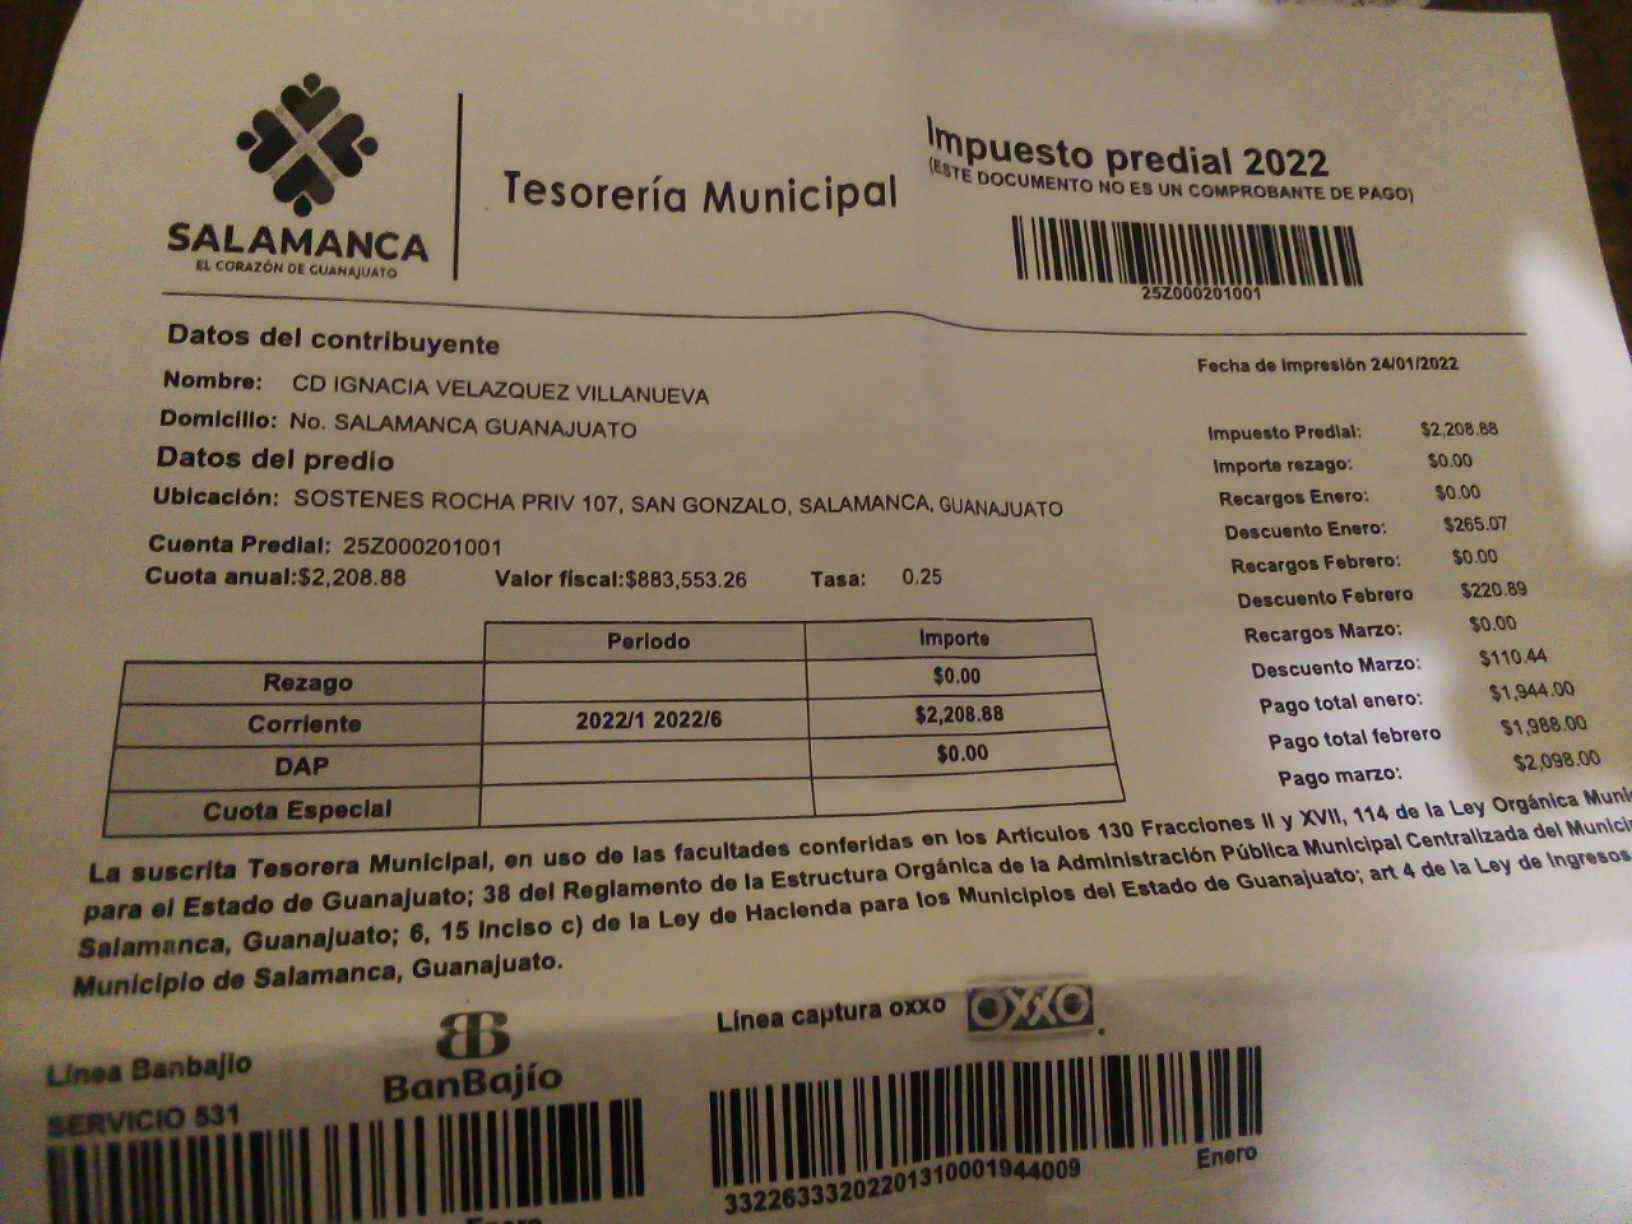 SALAMANCA
EL CORAZÓN DE GUANAJUATO
Tesorería Municipal
Impuesto predial 2022
(ESTE DOCUMENTO NO ES UN COMPROBANTE DE PAGO)
25Z000201001
Datos del contribuyente
Fecha de impresión 24/01/2022
Nombre: CD IGNACIA VELAZQUEZ VILLANUEVA
Domicilio: No. SALAMANCA GUANAJUATO
Datos del predio
Ubicación: SOSTENES ROCHA PRIV 107, SAN GONZALO, SALAMANCA, GUANAJUATO
Cuenta Predial: 25Z000201001
Cuota anual:$2,208.88 Valor fiscal:$883,553.26 Tasa: 0.25
Impuesto Predial: $2,208.88
Importe rezago: $0.00
Recargos Enero: $0.00
Descuento Enero: $265.07
Recargos Febrero: $0.00
Descuento Febrero $220.89
Recargos Marzo: $0.00
Descuento Marzo: $110.44
Pago total enero: $1,944.00
Pago total febrero $1,988.00
Pago marzo: $2,098.00
Periodo Importe
Rezago $0.00
Corriente 2022/1 2022/6 $2,208.88
DAP $0.00
Cuota Especial
La suscrita Tesorera Municipal, en uso de las facultades conferidas en los Artículos 130 Fracciones II y XVII, 114 de la Ley Orgánica Muni
para el Estado de Guanajuato; 38 del Reglamento de la Estructura Orgánica de la Administración Pública Municipal Centralizada del Munici
Salamanca, Guanajuato; 6, 15 inciso c) de la Ley de Hacienda para los Municipios del Estado de Guanajuato; art 4 de la Ley de Ingresos
Municipio de Salamanca, Guanajuato.
Línea Banbajio
BanBajío
SERVICIO 531
Enero
Línea captura oxxo OXXO
33226333202201310001944009
Enero